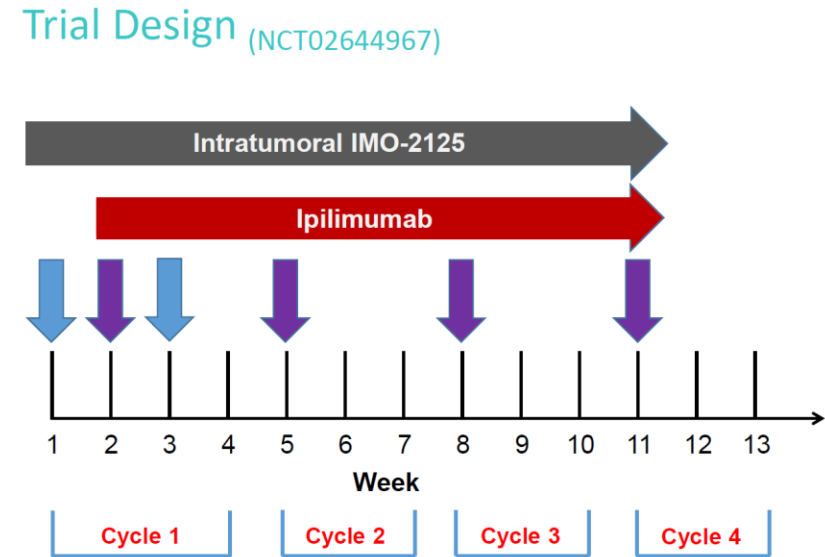 Trial Design (NCT02644967)
Intratumoral IMO-2125
Ipilimumab
1 2 3 4 5 6 7 8 9 10 11 12 13
Week
Cycle 1 Cycle 2 Cycle 3 Cycle 4